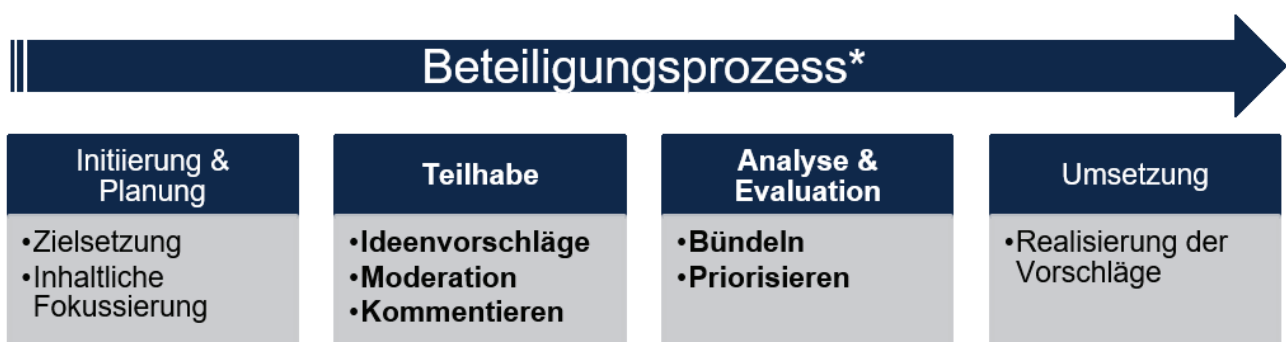 Beteiligungsprozess*
Initiierung &
Planung
•Zielsetzung
•Inhaltliche
Fokussierung
Teilhabe
•Ideenvorschläge
•Moderation
•Kommentieren
Analyse &
Evaluation
•Bündeln
•Priorisieren
Umsetzung
•Realisierung der
Vorschläge